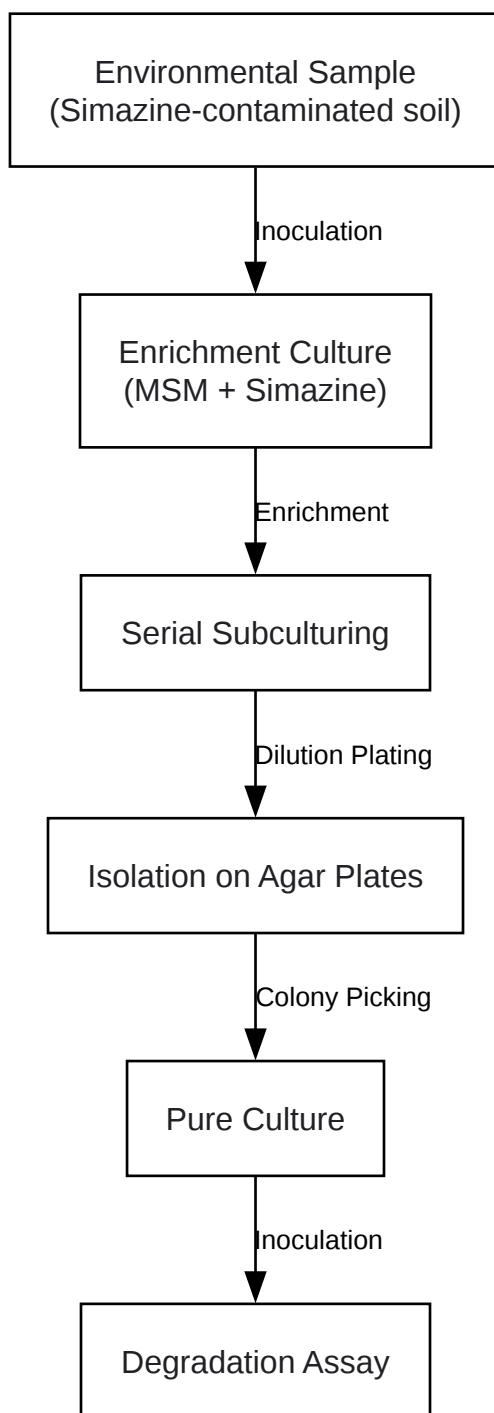 Environmental Sample
(Simazine-contaminated soil)
Inoculation
Enrichment Culture
(MSM + Simazine)
Enrichment
Serial Subculturing
Dilution Plating
Isolation on Agar Plates
Colony Picking
Pure Culture
Inoculation
Degradation Assay